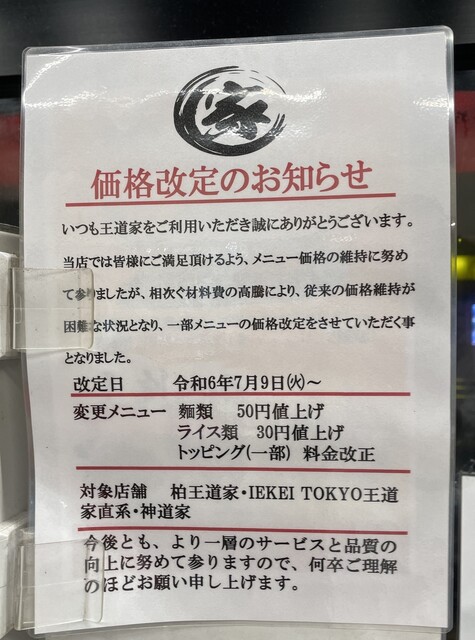 家
価格改定のお知らせ
いつも王道家をご利用いただき誠にありがとうございます。
当店では皆様にご満足頂けるよう、メニュー価格の維持に努め
て参りましたが、相次ぐ材料費の高騰により、従来の価格維持が
困難な状況となり、一部メニューの価格改定をさせていただく事
となりました。
改定日 令和6年7月9日㈫~
変更メニュー 麵類 50円値上げ
ライス類 30円値上げ
トッピング(一部) 料金改正
対象店舗 柏王道家・IEKEI TOKYO王道
家直系・神道家
今後とも、より一層のサービスと品質の
向上に努めて参りますので、何卒ご理解
のほどお願い申し上げます。